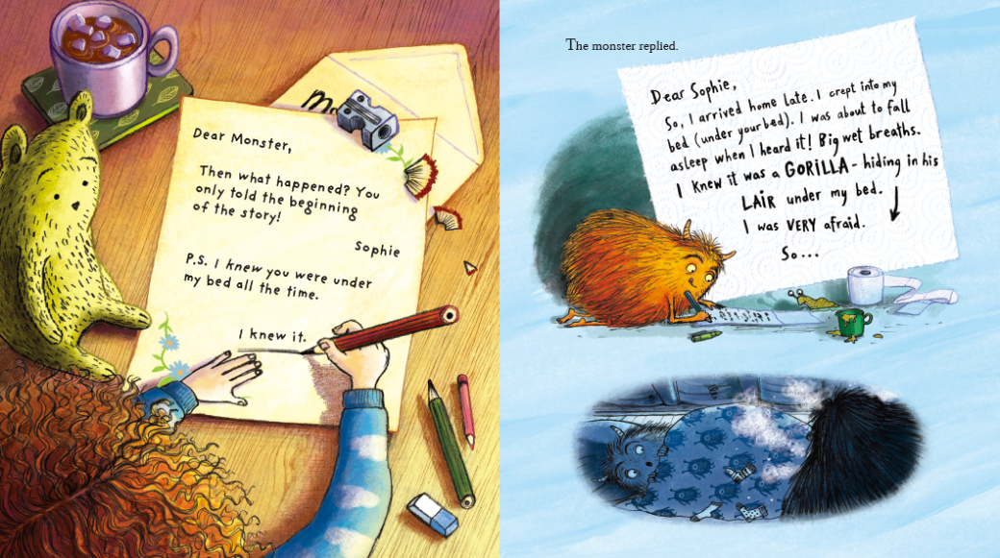 Dear Monster,
Then what happened? You
only told the beginning
of the story!
Sophie
P.S. I knew you were under
my bed all the time.
I knew it.
The monster replied.
Dear Sophie,
So, I arrived home late. I crept into my
bed (under your bed). I was about to fall
asleep when I heard it! Big wet breaths.
I knew it was a GORILLA - hiding in his
LAiR under my bed.
I was VERY afraid.
So...